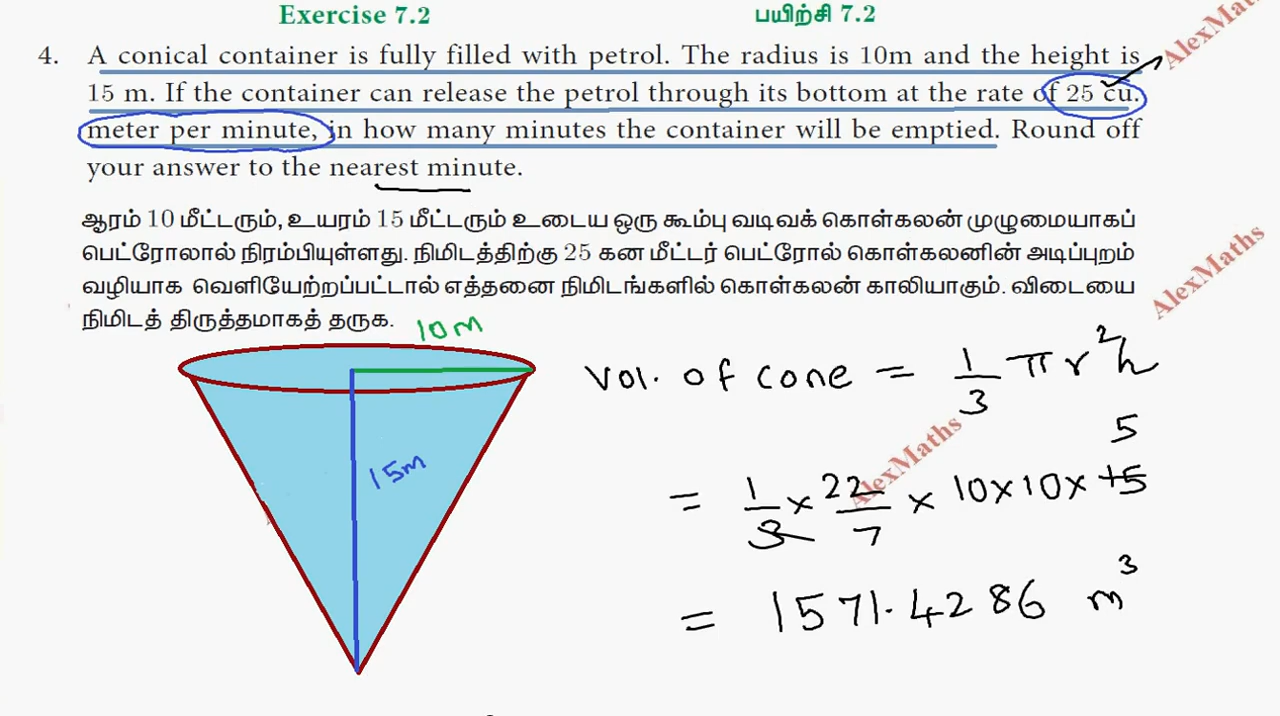 Exercise 7.2
பயிற்சி 7.2
4. A conical container is fully filled with petrol. The radius is 10m and the height is
15 m. If the container can release the petrol through its bottom at the rate of 25 cu.
meter per minute, in how many minutes the container will be emptied. Round off
your answer to the nearest minute.
ஆரம் 10 மீட்டரும், உயரம் 15 மீட்டரும் உடைய ஒரு கூம்பு வடிவக் கொள்கலன் முழுமையாகப்
பெட்ரோலால் நிரம்பியுள்ளது. நிமிடத்திற்கு 25 கன மீட்டர் பெட்ரோல் கொள்கலனின் அடிப்புறம்
வழியாக வெளியேற்றப்பட்டால் எத்தனை நிமிடங்களில் கொள்கலன் காலியாகும். விடையை
நிமிடத் திருத்தமாகத் தருக.
10m
15m
Vol. of cone = 1/3 πr²h
5
= 1/3 × 22/7 × 10×10×15
= 1571.4286 m³
AlexMaths
AlexMaths
AlexMaths